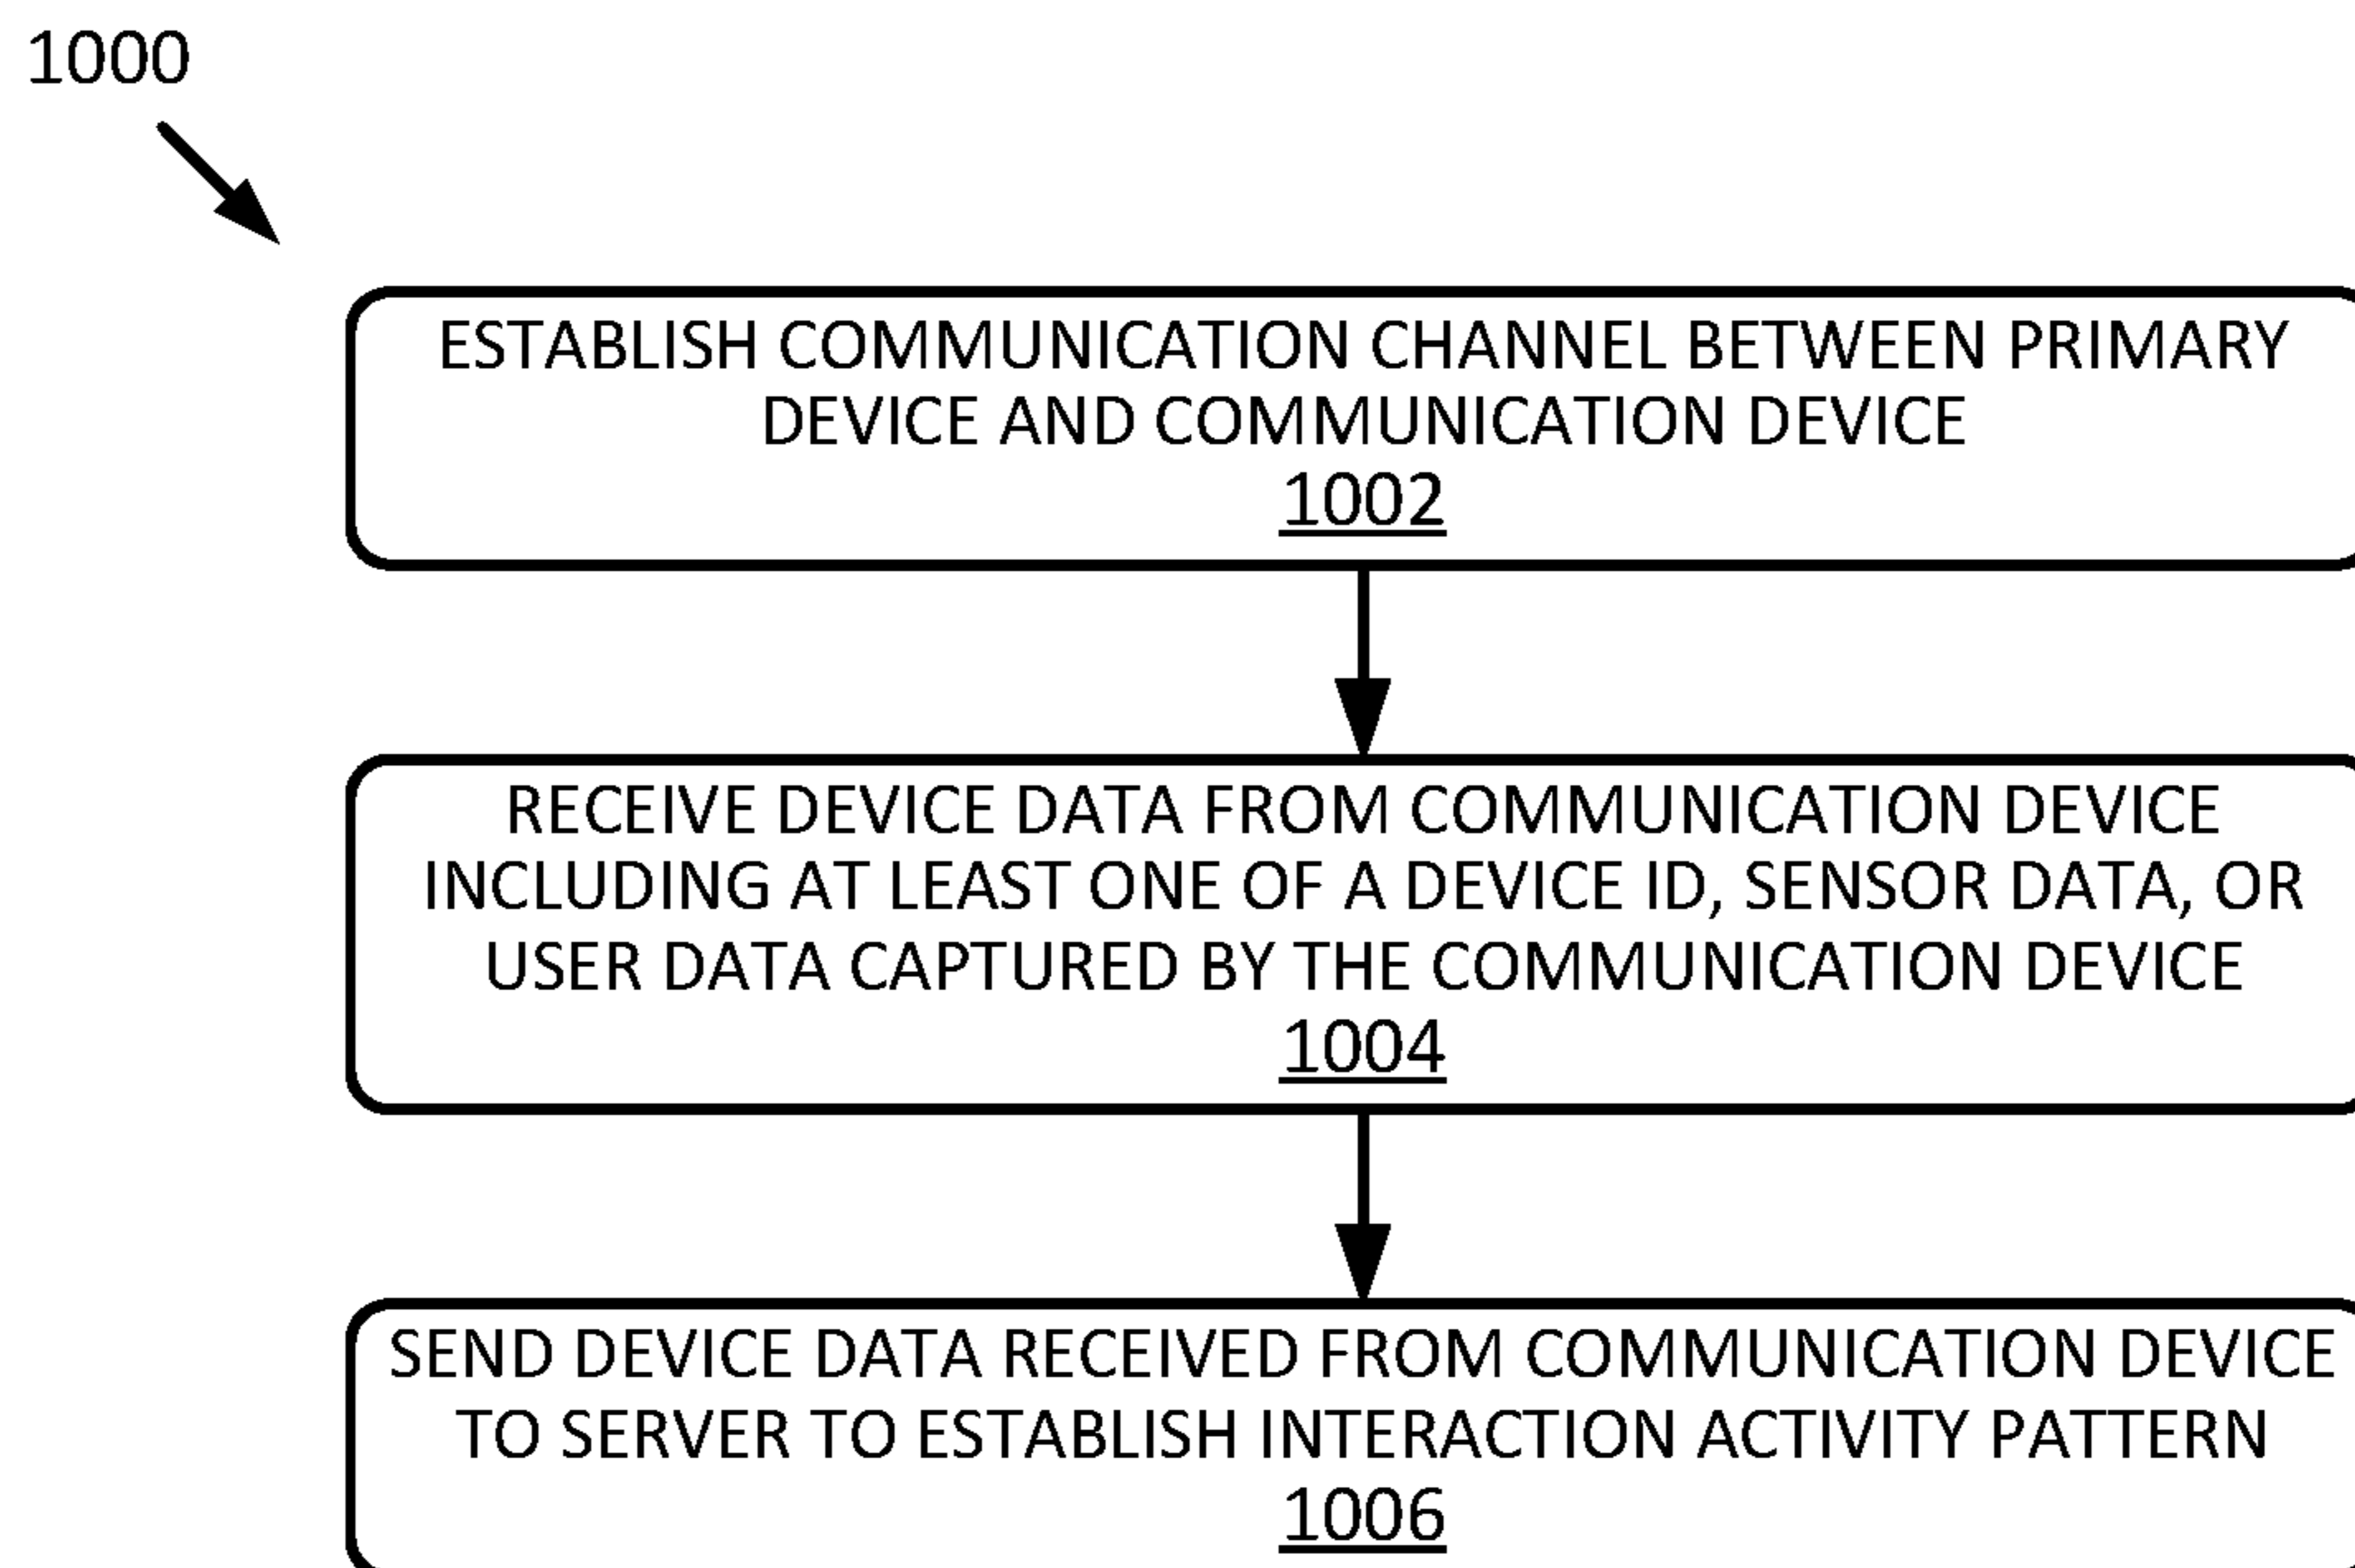 1000
ESTABLISH COMMUNICATION CHANNEL BETWEEN PRIMARY
DEVICE AND COMMUNICATION DEVICE
1002
RECEIVE DEVICE DATA FROM COMMUNICATION DEVICE
INCLUDING AT LEAST ONE OF A DEVICE ID, SENSOR DATA, OR
USER DATA CAPTURED BY THE COMMUNICATION DEVICE
1004
SEND DEVICE DATA RECEIVED FROM COMMUNICATION DEVICE
TO SERVER TO ESTABLISH INTERACTION ACTIVITY PATTERN
1006